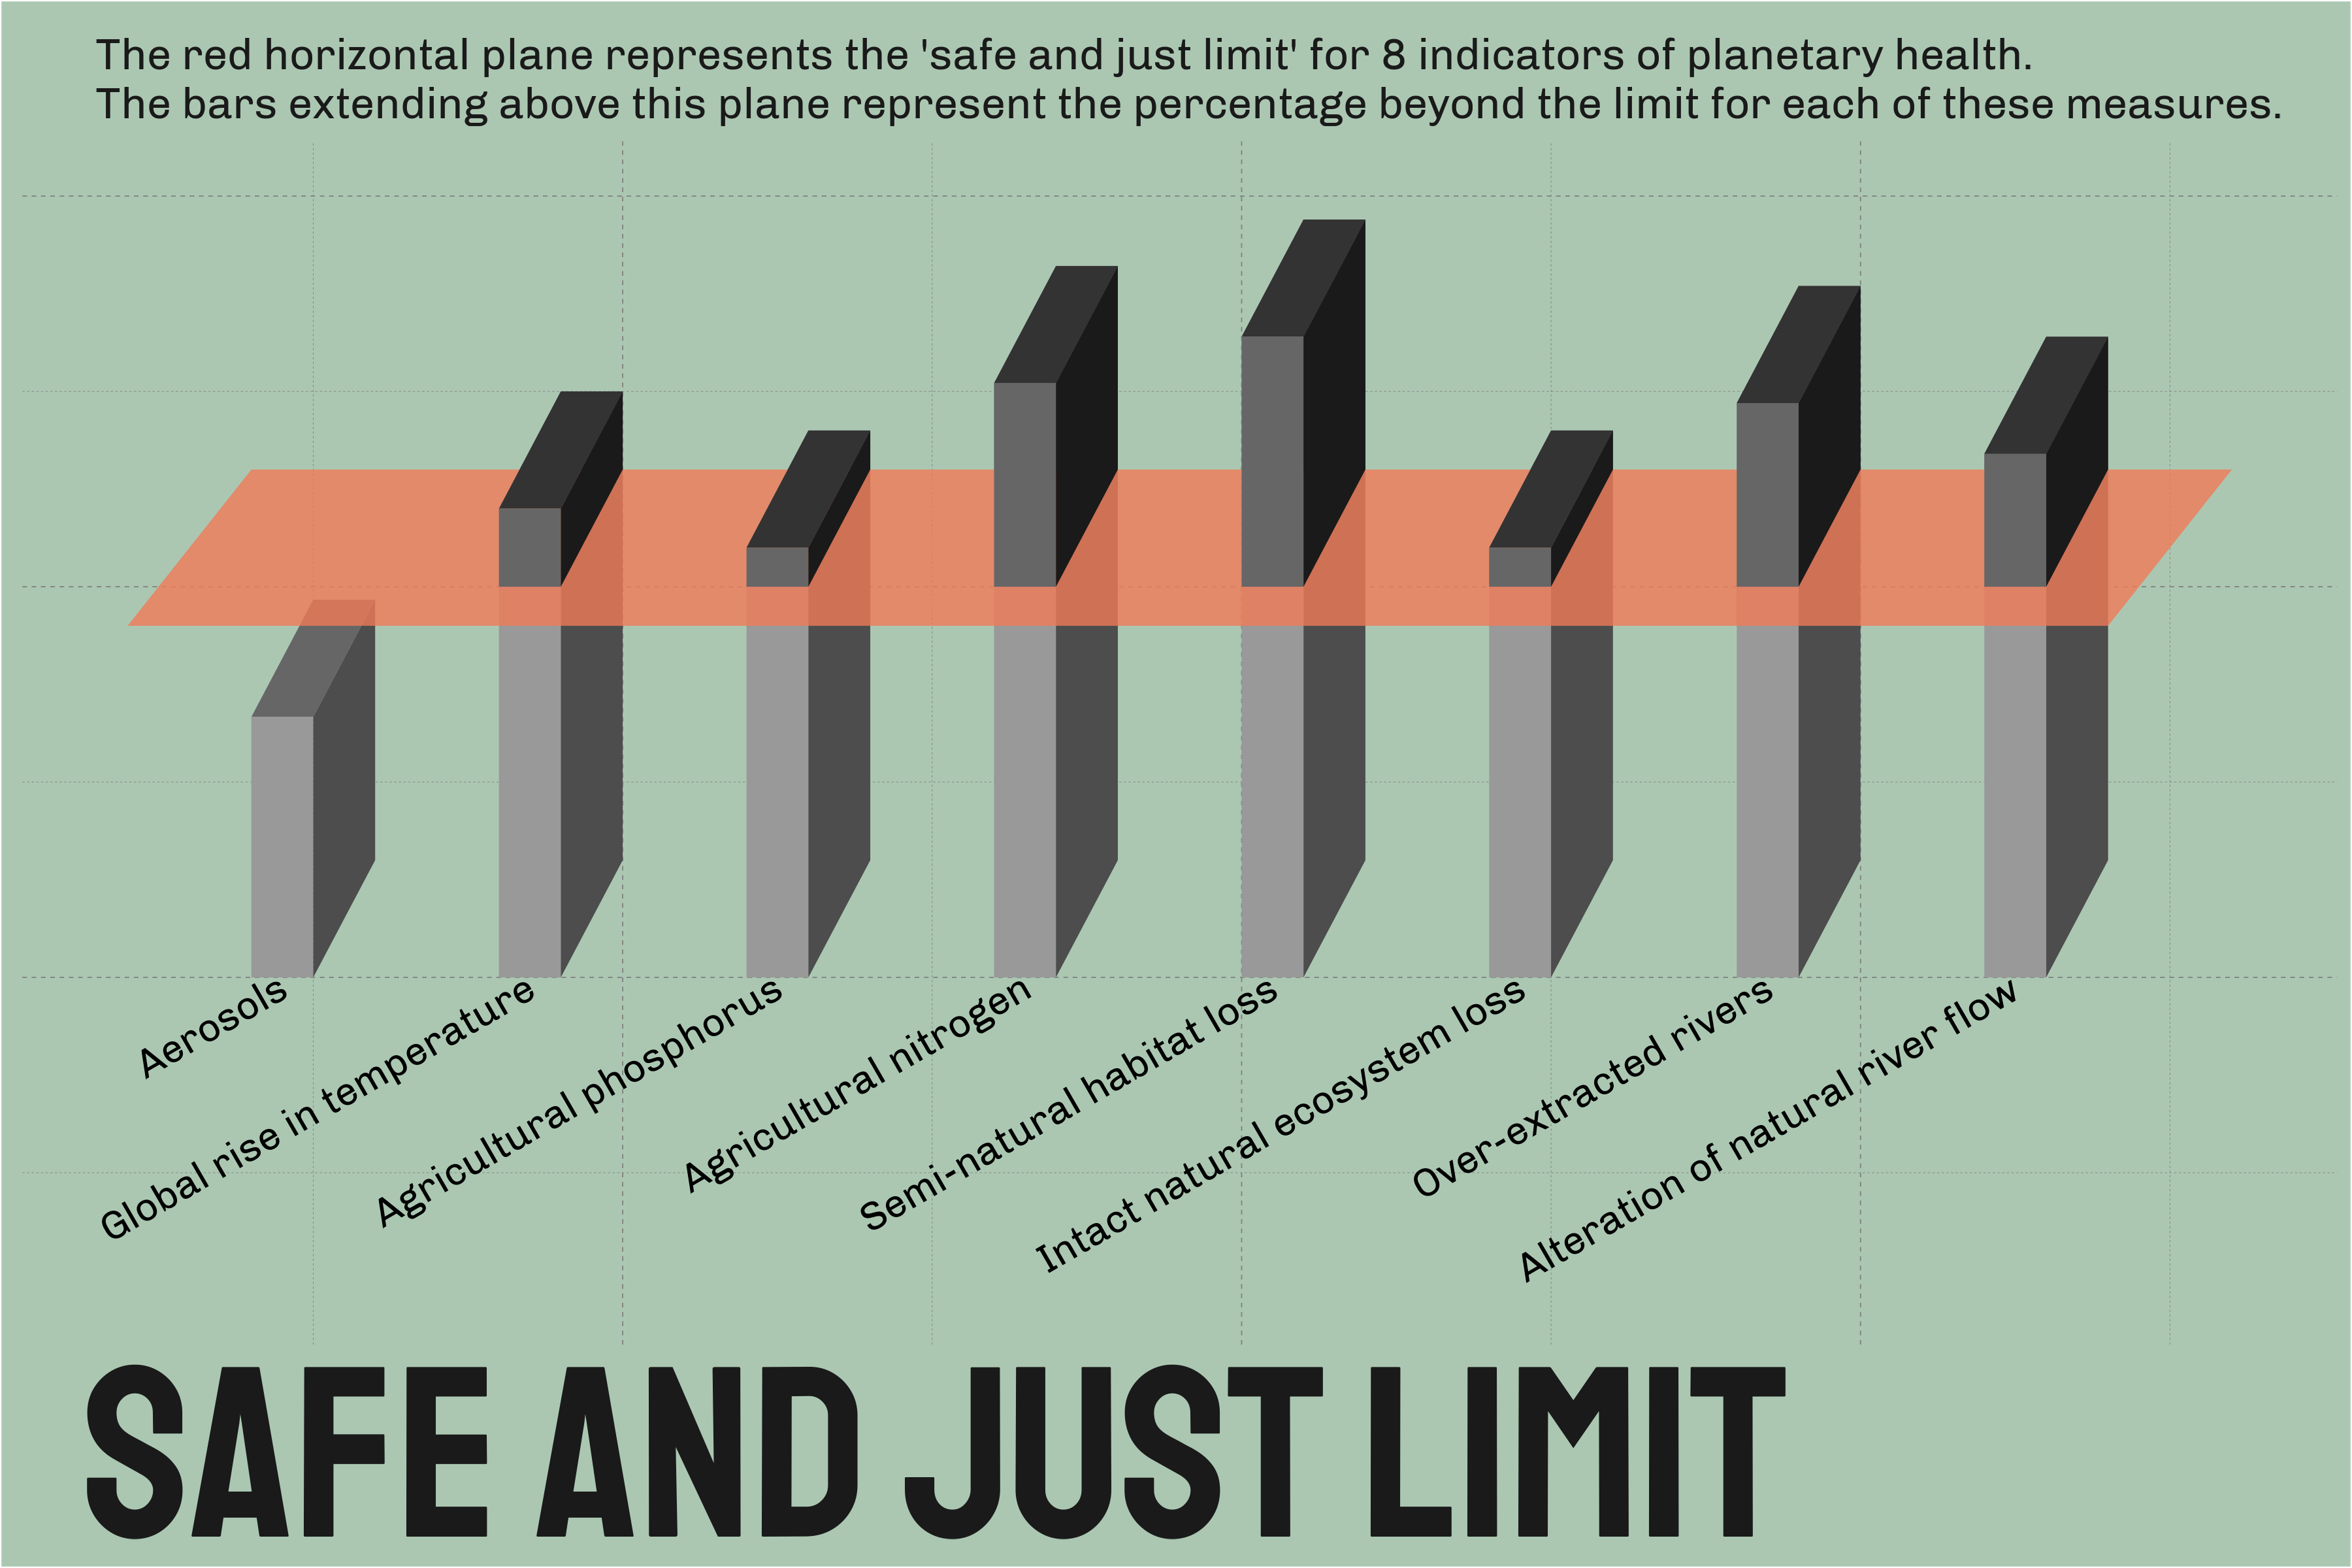 The red horizontal plane represents the 'safe and just limit' for 8 indicators of planetary health.
The bars extending above this plane represent the percentage beyond the limit for each of these measures.
Aerosols
Global rise in temperature
Agricultural phosphorus
Agricultural nitrogen
Semi-natural habitat loss
Intact natural ecosystem loss
Over-extracted rivers
Alteration of natural river flow
SAFE AND JUST LIMIT